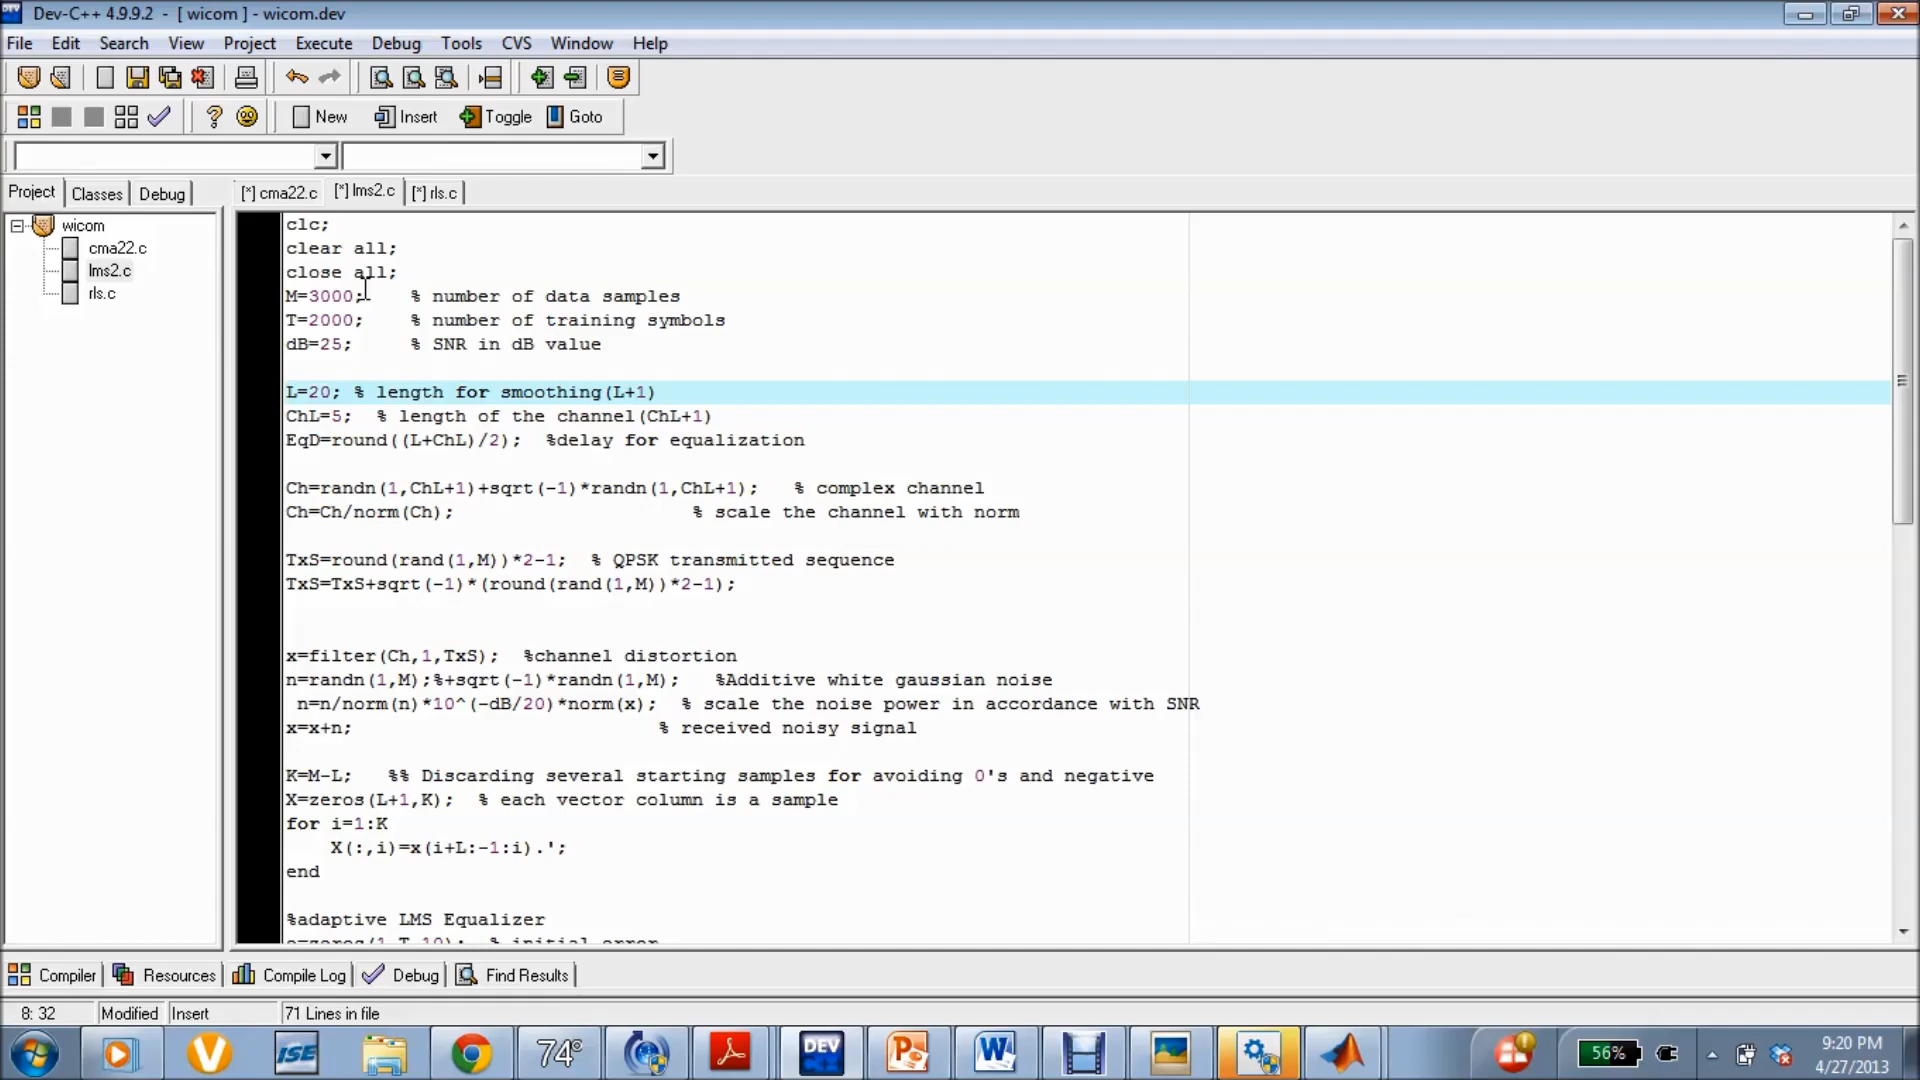 Dev-C++ 4.9.9.2 - [ wicom ] - wicom.dev
File Edit Search View Project Execute Debug Tools CVS Window Help
New Insert Toggle Goto
Project Classes Debug
[*] cma22.c [*] lms2.c [*] rls.c
wicom
cma22.c
lms2.c
rls.c
clc;
clear all;
close all;
M=3000; % number of data samples
T=2000; % number of training symbols
dB=25; % SNR in dB value
L=20; % length for smoothing(L+1)
ChL=5; % length of the channel(ChL+1)
EqD=round((L+ChL)/2); %delay for equalization
Ch=randn(1,ChL+1)+sqrt(-1)*randn(1,ChL+1); % complex channel
Ch=Ch/norm(Ch); % scale the channel with norm
TxS=round(rand(1,M))*2-1; % QPSK transmitted sequence
TxS=TxS+sqrt(-1)*(round(rand(1,M))*2-1);
x=filter(Ch,1,TxS); %channel distortion
n=randn(1,M);%+sqrt(-1)*randn(1,M); %Additive white gaussian noise
n=n/norm(n)*10^(-dB/20)*norm(x); % scale the noise power in accordance with SNR
x=x+n; % received noisy signal
K=M-L; %% Discarding several starting samples for avoiding 0's and negative
X=zeros(L+1,K); % each vector column is a sample
for i=1:K
X(:,i)=x(i+L:-1:i).';
end
%adaptive LMS Equalizer
e=zeros(1,T-10); % initial error
Compiler Resources Compile Log Debug Find Results
8: 32 Modified Insert 71 Lines in file
ISE 74° DEV 56% 9:20 PM
4/27/2013